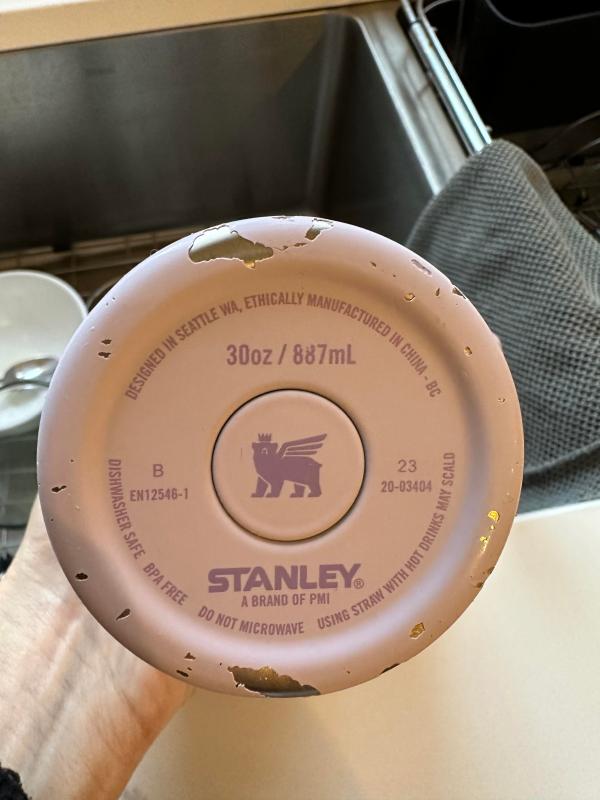 DESIGNED IN SEATTLE WA, ETHICALLY MANUFACTURED IN CHINA - BC
30oz / 887mL
B
EN12546-1
23
20-03404
STANLEY®
A BRAND OF PMI
DISHWASHER SAFE BPA FREE DO NOT MICROWAVE USING STRAW WITH HOT DRINKS MAY SCALD